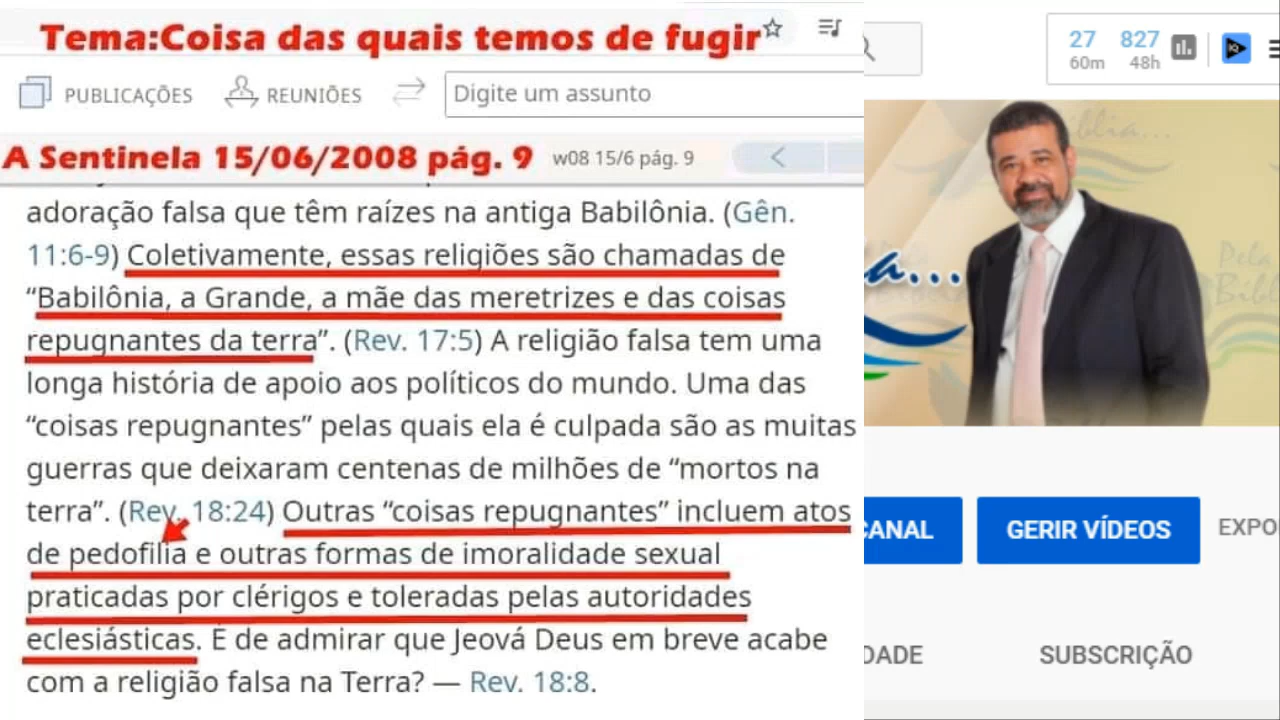 Tema:Coisa das quais temos de fugir
PUBLICAÇÕES REUNIÕES Digite um assunto
A Sentinela 15/06/2008 pág. 9 w08 15/6 pág. 9
adoração falsa que têm raízes na antiga Babilônia. (Gên.
11:6-9) Coletivamente, essas religiões são chamadas de
“Babilônia, a Grande, a mãe das meretrizes e das coisas
repugnantes da terra”. (Rev. 17:5) A religião falsa tem uma
longa história de apoio aos políticos do mundo. Uma das
“coisas repugnantes” pelas quais ela é culpada são as muitas
guerras que deixaram centenas de milhões de “mortos na
terra”. (Rev. 18:24) Outras “coisas repugnantes” incluem atos
de pedofilia e outras formas de imoralidade sexual
praticadas por clérigos e toleradas pelas autoridades
eclesiásticas. É de admirar que Jeová Deus em breve acabe
com a religião falsa na Terra? — Rev. 18:8.
27 827
60m 48h
a...
Pela
CANAL GERIR VÍDEOS EXPO
DADE SUBSCRIÇÃO